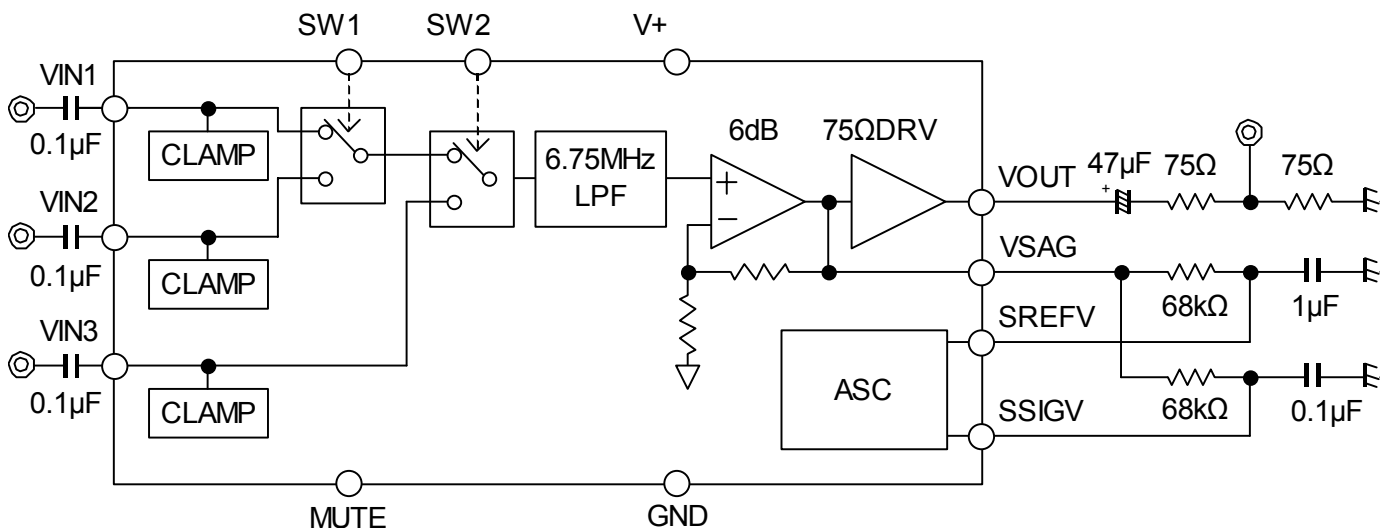 SW1
SW2
V+
VIN1
0.1µF
CLAMP
VIN2
0.1µF
CLAMP
VIN3
0.1µF
CLAMP
6.75MHz
LPF
6dB
+
−
75ΩDRV
VOUT
47µF
+
75Ω
75Ω
VSAG
68kΩ
1µF
SREFV
ASC
68kΩ
0.1µF
SSIGV
MUTE
GND